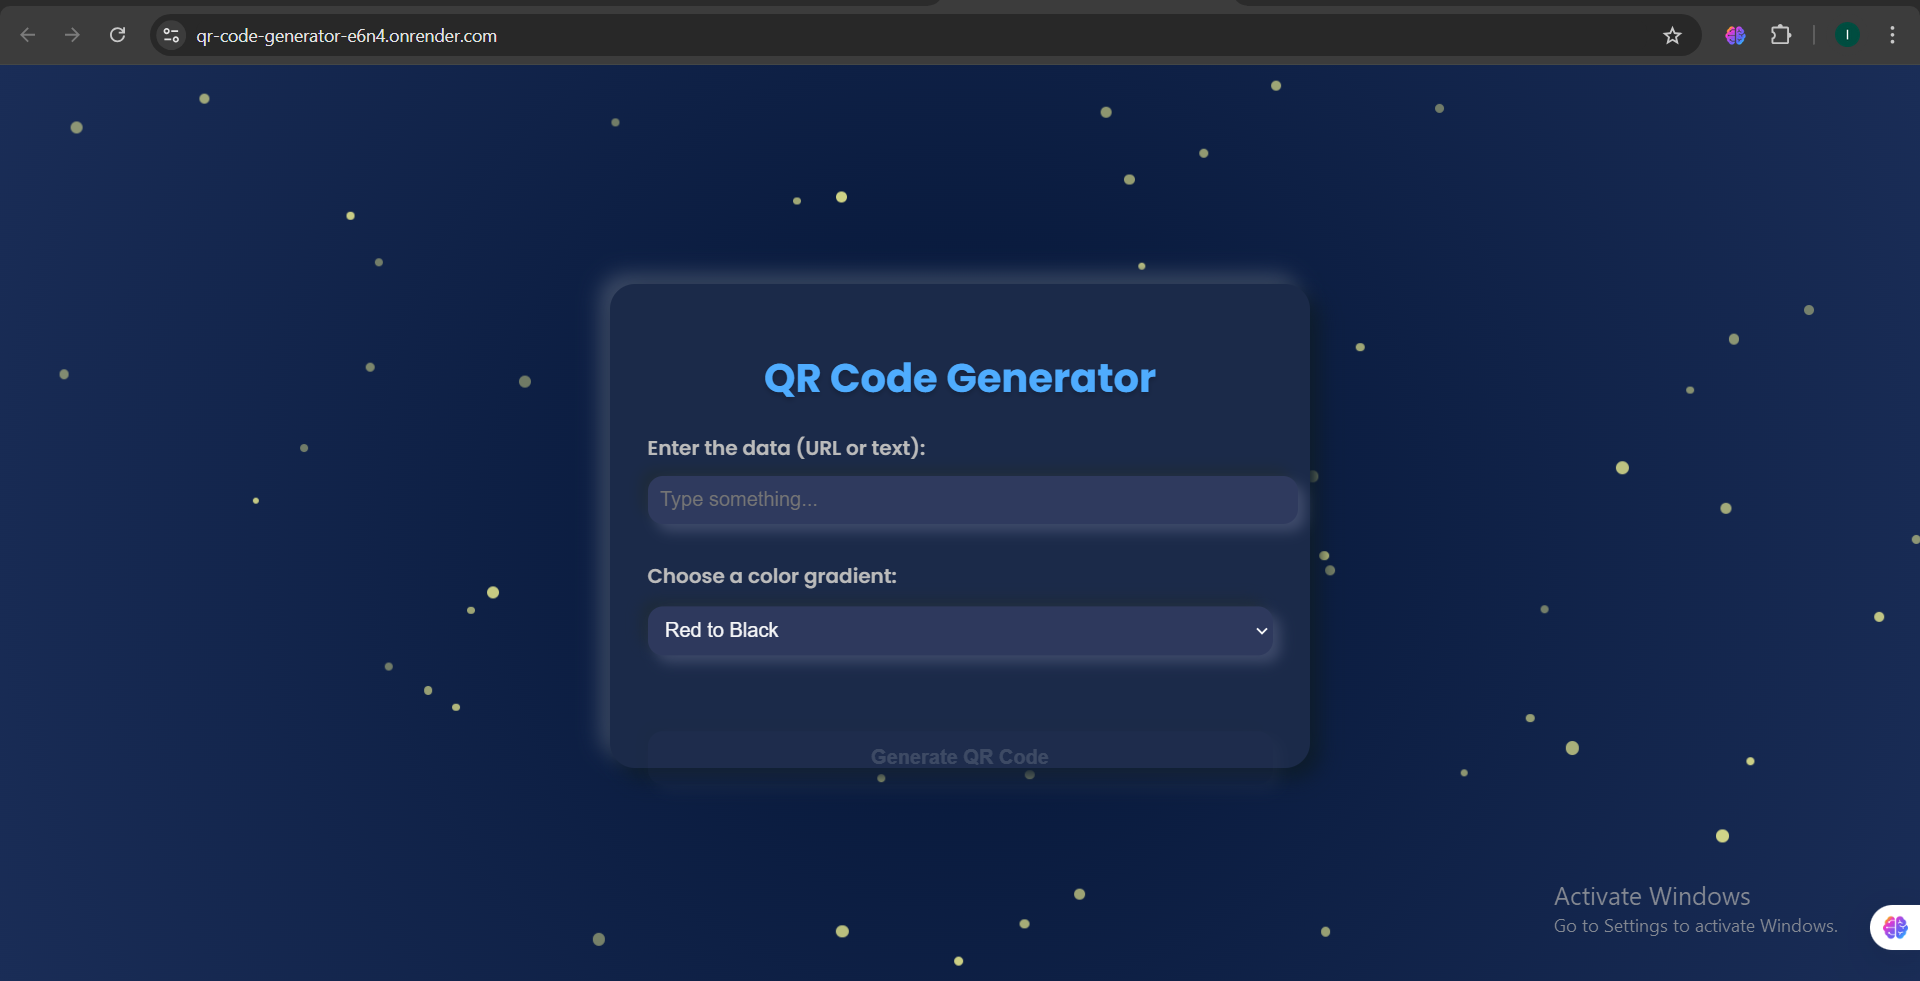 qr-code-generator-e6n4.onrender.com
I
QR Code Generator
Enter the data (URL or text):
Type something...
Choose a color gradient:
Red to Black
Generate QR Code
Activate Windows
Go to Settings to activate Windows.